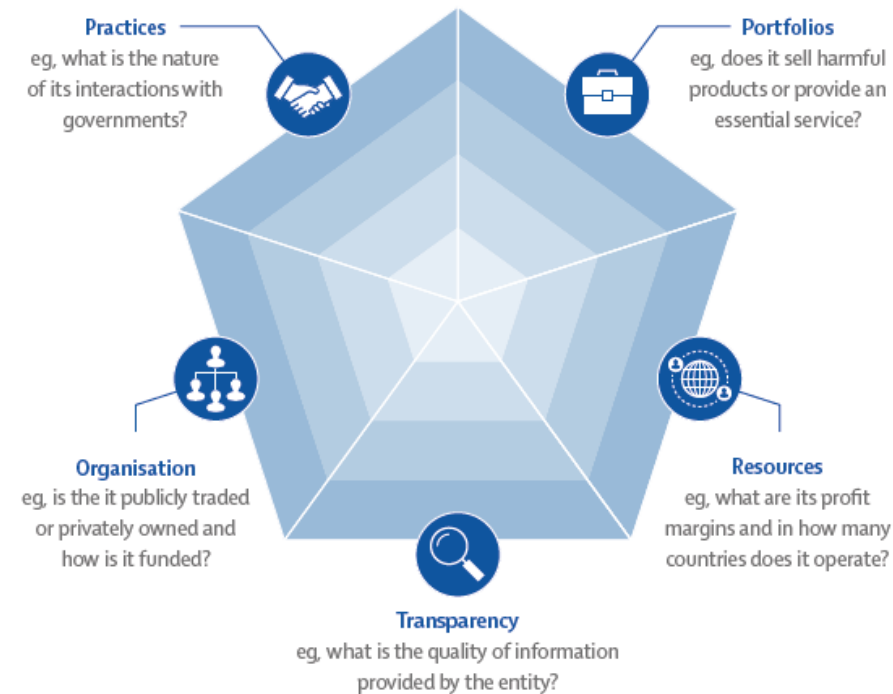 Practices
eg, what is the nature
of its interactions with
governments?
Portfolios
eg, does it sell harmful
products or provide an
essential service?
Organisation
eg, is the it publicly traded
or privately owned and
how is it funded?
Resources
eg, what are its profit
margins and in how many
countries does it operate?
Transparency
eg, what is the quality of information
provided by the entity?